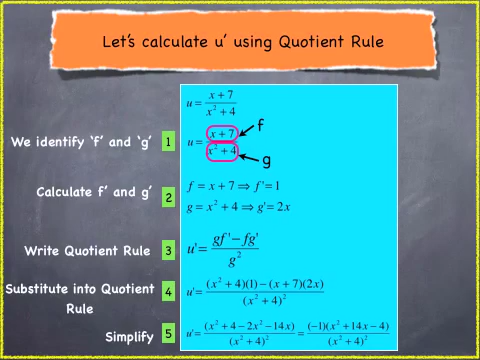 Let's calculate u′ using Quotient Rule
u = (x + 7)/(x² + 4)
We identify 'f' and 'g' 1 u = (x + 7)/(x² + 4) f g
Calculate f′ and g′ 2 f = x + 7 ⇒ f' = 1
g = x² + 4 ⇒ g' = 2x
Write Quotient Rule 3 u' = (gf' − fg')/g²
Substitute into Quotient Rule 4 u' = ((x² + 4)(1) − (x + 7)(2x))/(x² + 4)²
Simplify 5 u' = (x² + 4 − 2x² − 14x)/(x² + 4)² = (−1)(x² + 14x − 4)/(x² + 4)²